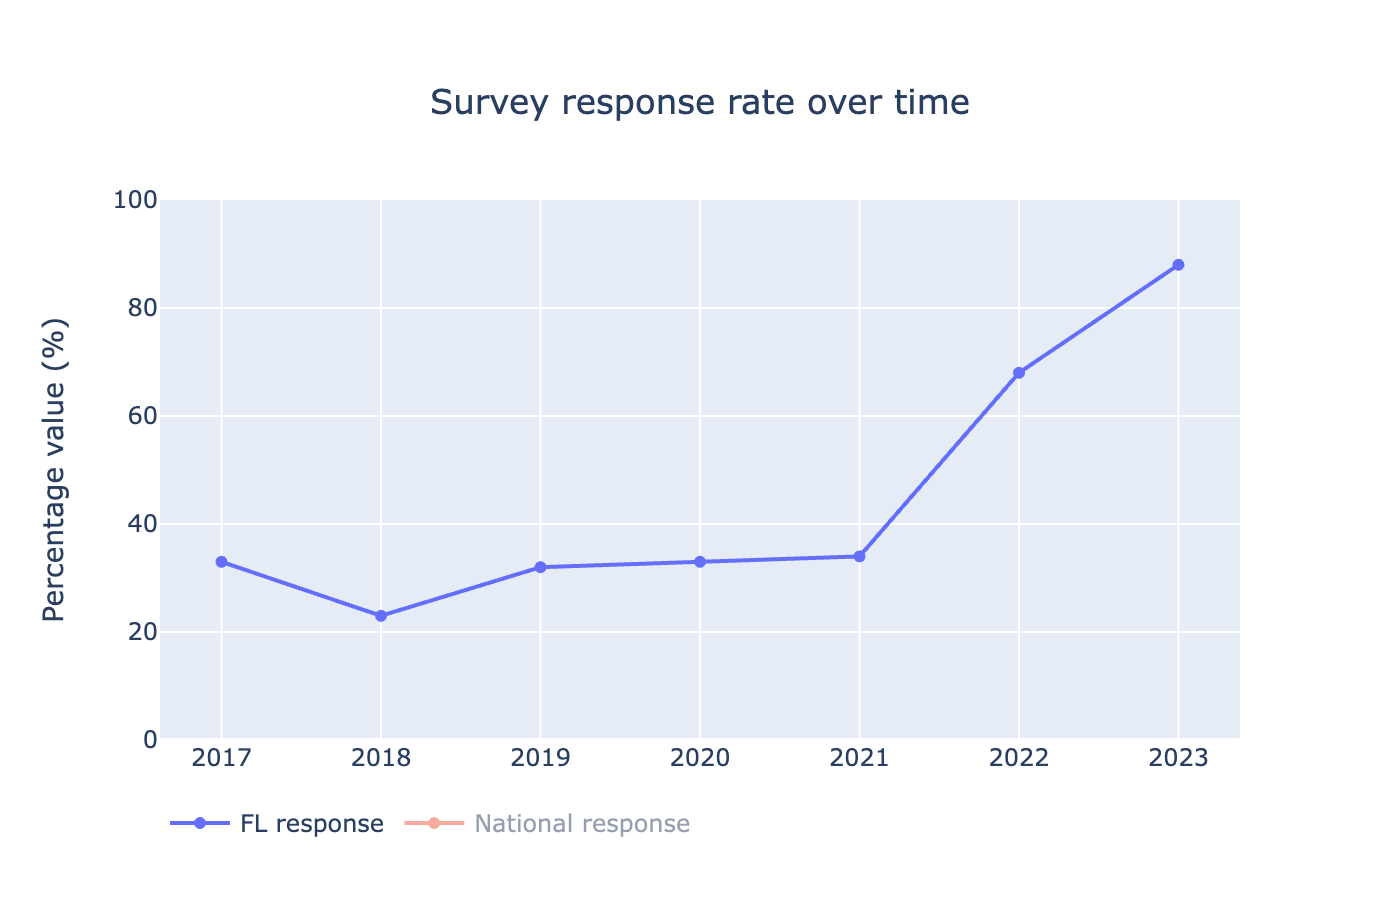 Survey response rate over time
Percentage value (%)
100
80
60
40
20
0
2017 2018 2019 2020 2021 2022 2023
FL response National response